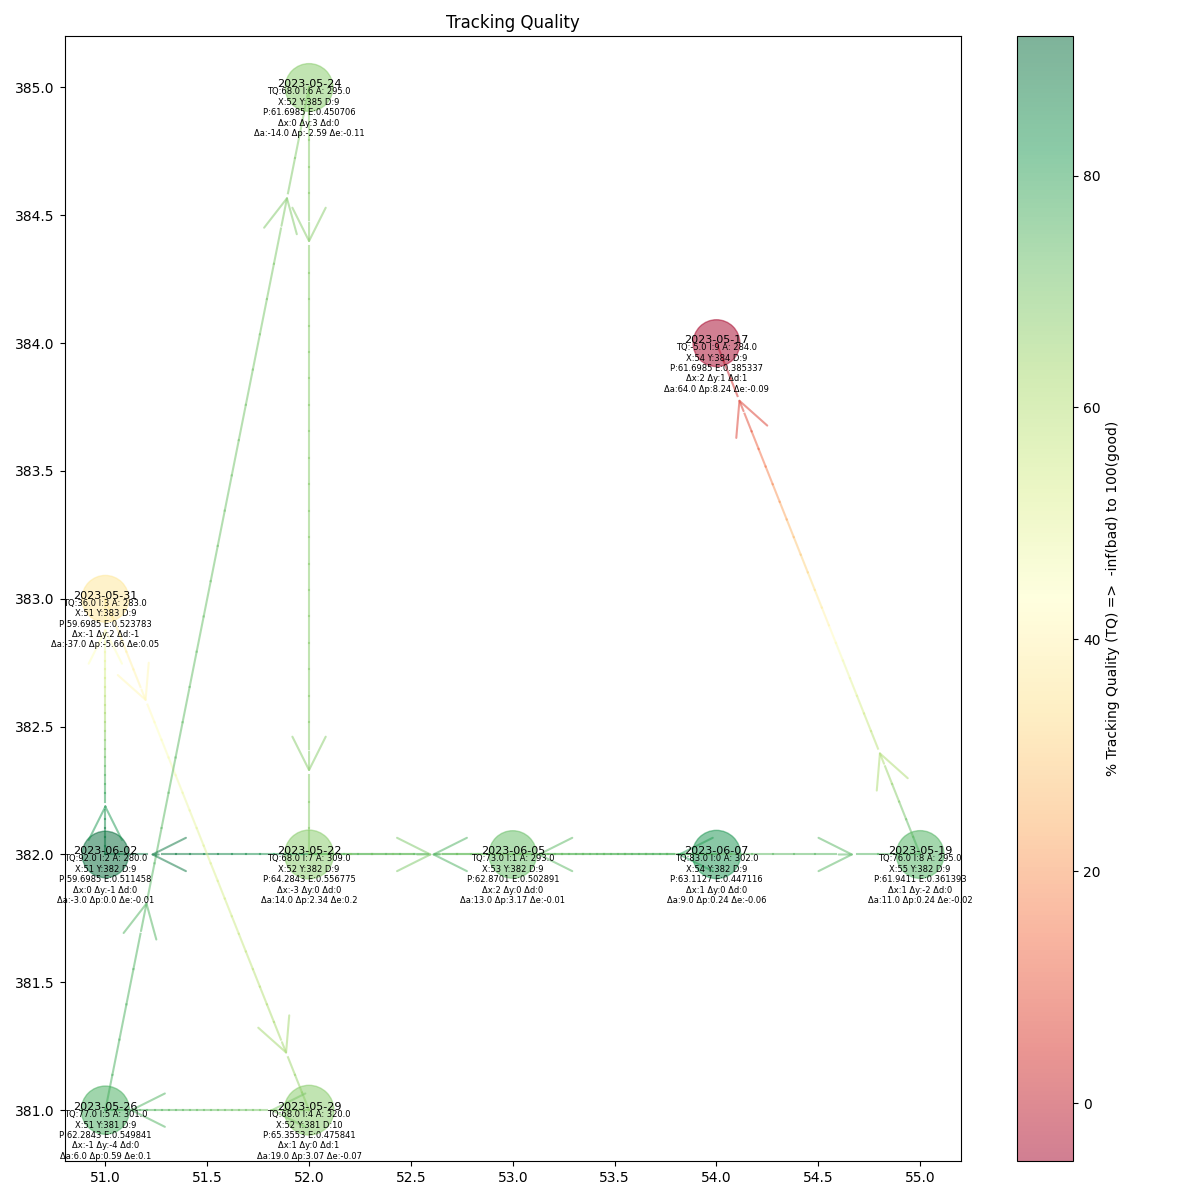 Tracking Quality
385.0
384.5
384.0
383.5
383.0
382.5
382.0
381.5
381.0
2023-05-24
TQ:68.0 I:6 A: 295.0
X:52 Y:385 D:9
P:61.6985 E:0.450706
Δx:0 Δy:3 Δd:0
Δa:-14.0 Δp:-2.59 Δe:-0.11
2023-05-17
TQ:-5.0 I:9 A: 284.0
X:54 Y:384 D:9
P:61.6985 E:0.385337
Δx:2 Δy:1 Δd:1
Δa:64.0 Δp:8.24 Δe:-0.09
2023-05-31
TQ:36.0 I:3 A: 283.0
X:51 Y:383 D:9
P:59.6985 E:0.523783
Δx:-1 Δy:2 Δd:-1
Δa:-37.0 Δp:-5.66 Δe:0.05
2023-06-02
TQ:92.0 I:2 A: 280.0
X:51 Y:382 D:9
P:59.6985 E:0.511458
Δx:0 Δy:-1 Δd:0
Δa:-3.0 Δp:0.0 Δe:-0.01
2023-05-22
TQ:68.0 I:7 A: 309.0
X:52 Y:382 D:9
P:64.2843 E:0.556775
Δx:-3 Δy:0 Δd:0
Δa:14.0 Δp:2.34 Δe:0.2
2023-06-05
TQ:73.0 I:1 A: 293.0
X:53 Y:382 D:9
P:62.8701 E:0.502891
Δx:2 Δy:0 Δd:0
Δa:13.0 Δp:3.17 Δe:-0.01
2023-06-07
TQ:83.0 I:0 A: 302.0
X:54 Y:382 D:9
P:63.1127 E:0.447116
Δx:1 Δy:0 Δd:0
Δa:9.0 Δp:0.24 Δe:-0.06
2023-05-19
TQ:76.0 I:8 A: 295.0
X:55 Y:382 D:9
P:61.9411 E:0.361393
Δx:1 Δy:-2 Δd:0
Δa:11.0 Δp:0.24 Δe:-0.02
2023-05-26
TQ:77.0 I:5 A: 301.0
X:51 Y:381 D:9
P:62.2843 E:0.549841
Δx:-1 Δy:-4 Δd:0
Δa:6.0 Δp:0.59 Δe:0.1
2023-05-29
TQ:68.0 I:4 A: 320.0
X:52 Y:381 D:10
P:65.3553 E:0.475841
Δx:1 Δy:0 Δd:1
Δa:19.0 Δp:3.07 Δe:-0.07
51.0 51.5 52.0 52.5 53.0 53.5 54.0 54.5 55.0
80
60
40
20
0
% Tracking Quality (TQ) => -inf(bad) to 100(good)